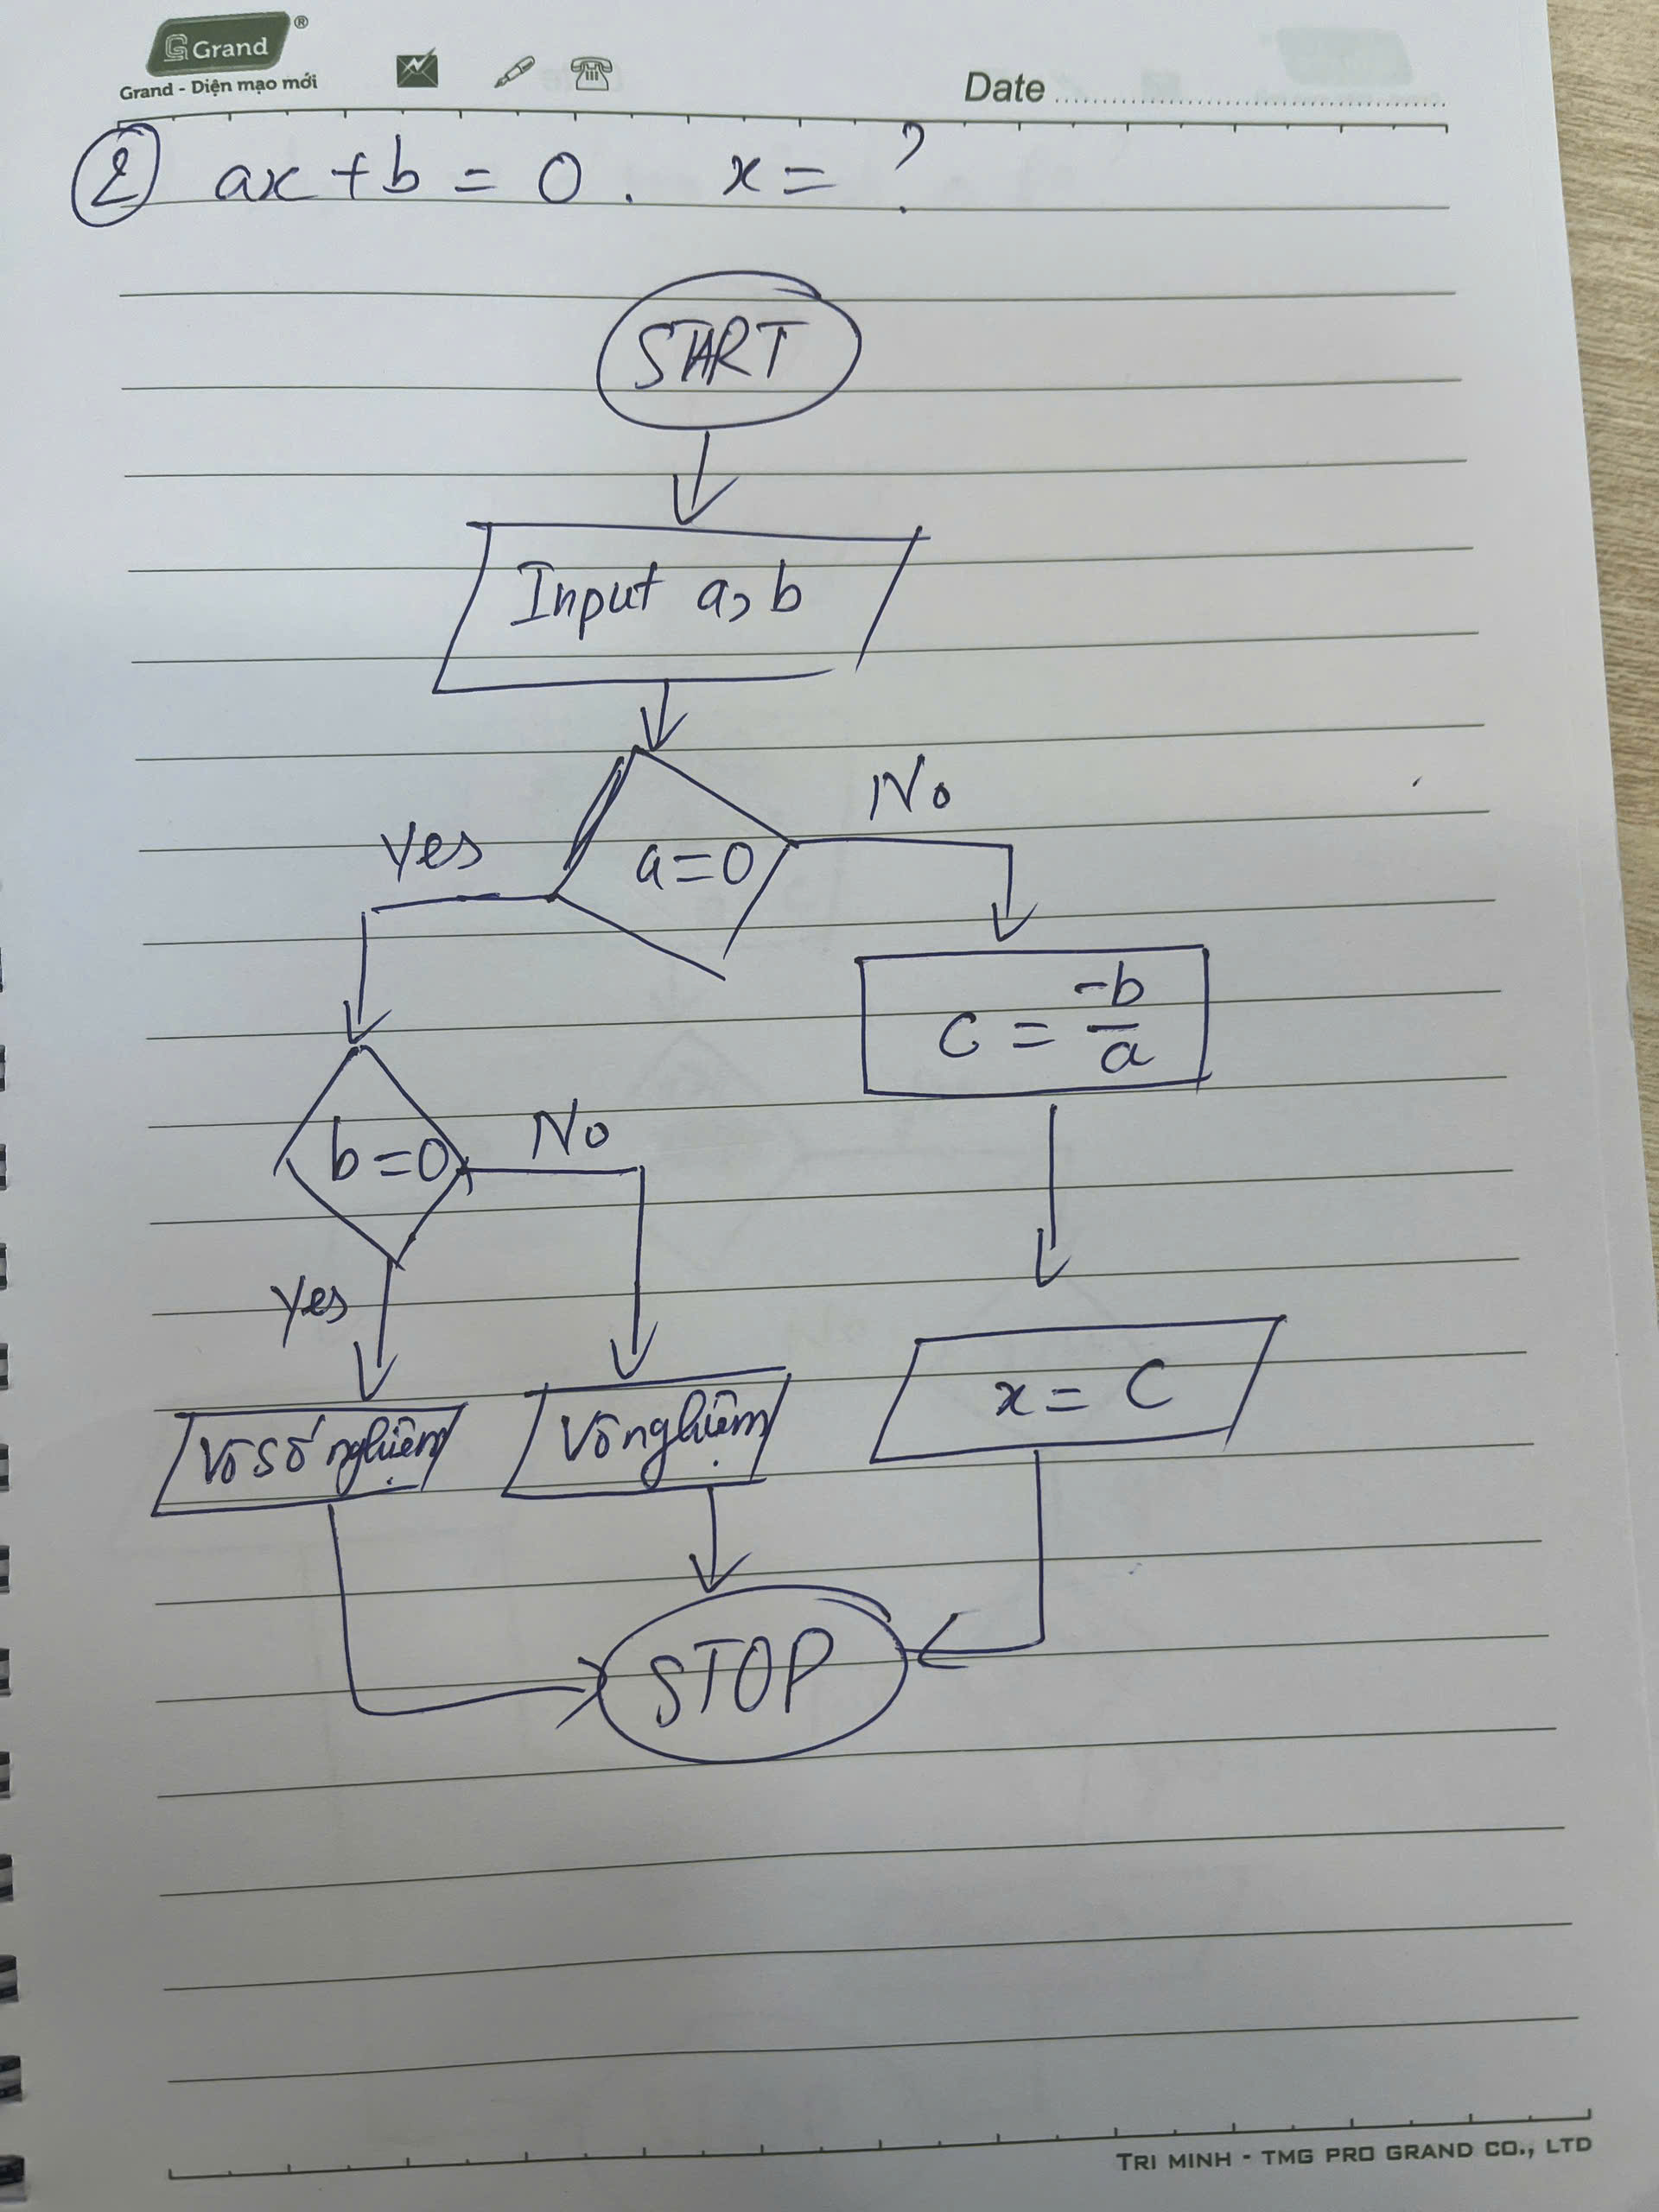 Grand ®
Grand - Diện mạo mới
Date
② ax + b = 0. x = ?
START
Input a, b
a = 0
Yes
No
c = -b/a
b = 0
No
Yes
Vô số nghiệm
Vô nghiệm
x = c
STOP
TRI MINH - TMG PRO GRAND CO., LTD